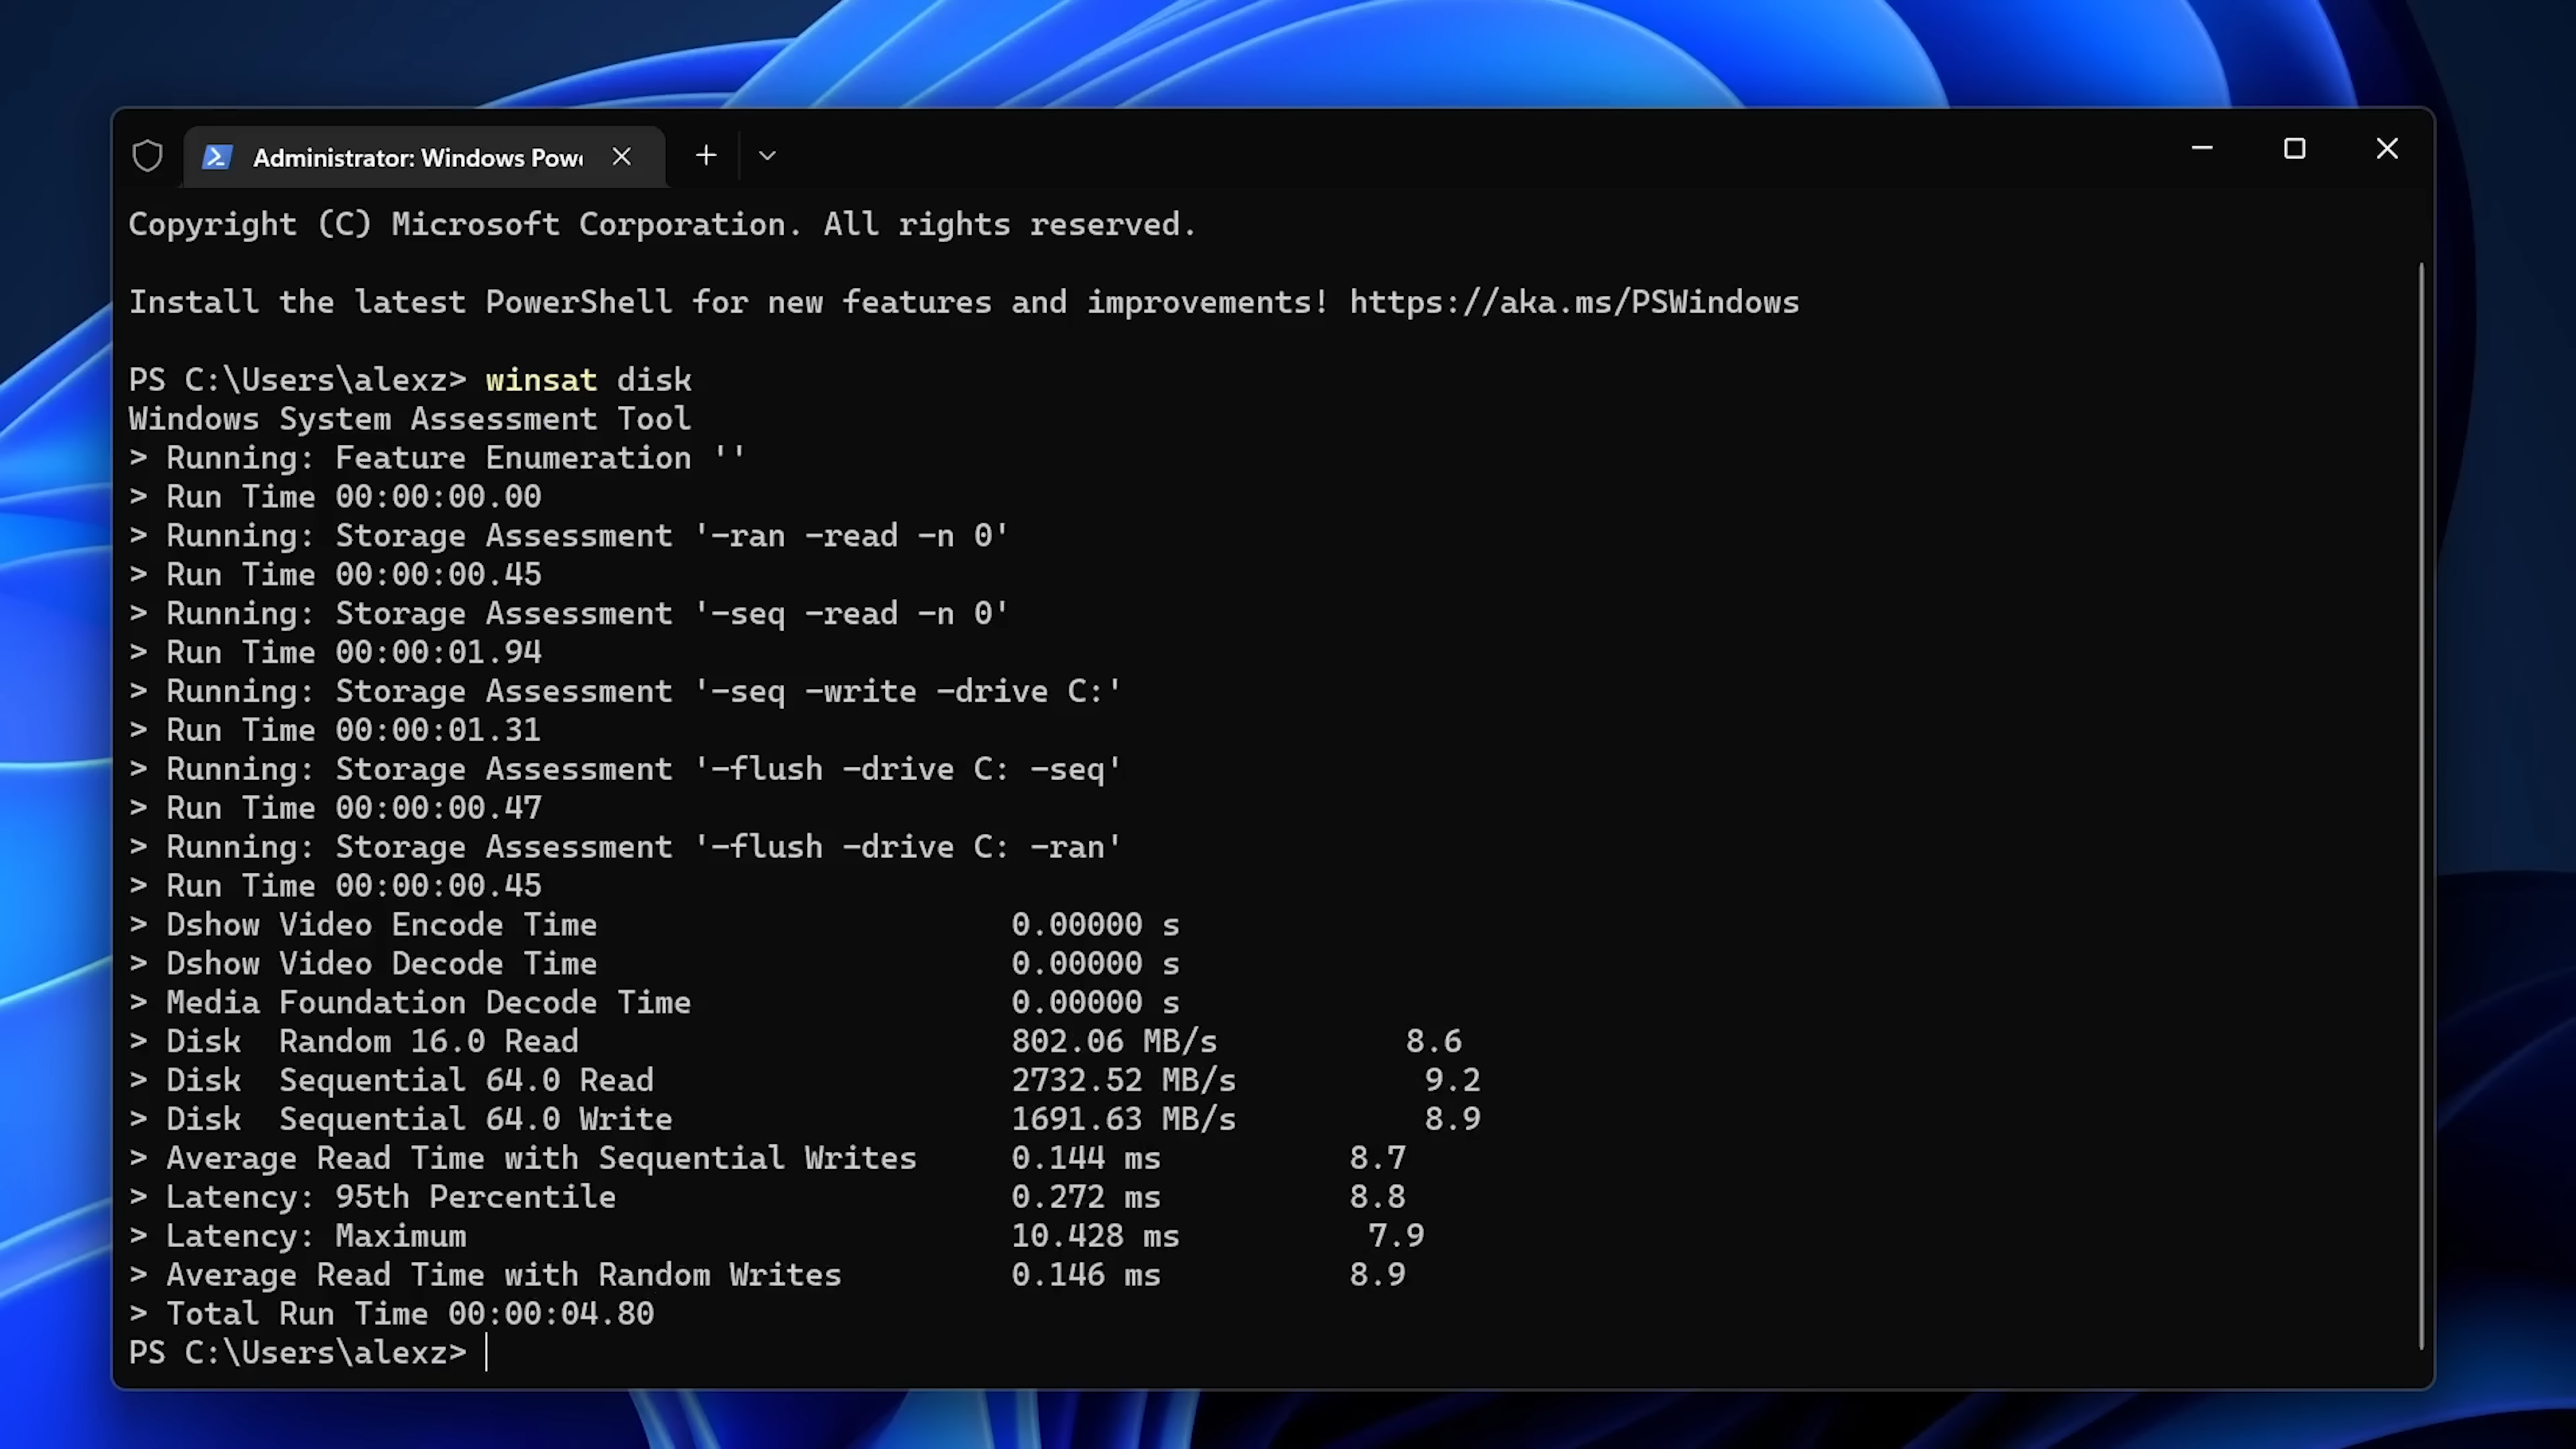 Administrator: Windows Pow
Copyright (C) Microsoft Corporation. All rights reserved.
Install the latest PowerShell for new features and improvements! https://aka.ms/PSWindows
PS C:\Users\alexz> winsat disk
Windows System Assessment Tool
> Running: Feature Enumeration ''
> Run Time 00:00:00.00
> Running: Storage Assessment '-ran -read -n 0'
> Run Time 00:00:00.45
> Running: Storage Assessment '-seq -read -n 0'
> Run Time 00:00:01.94
> Running: Storage Assessment '-seq -write -drive C:'
> Run Time 00:00:01.31
> Running: Storage Assessment '-flush -drive C: -seq'
> Run Time 00:00:00.47
> Running: Storage Assessment '-flush -drive C: -ran'
> Run Time 00:00:00.45
> Dshow Video Encode Time 0.00000 s
> Dshow Video Decode Time 0.00000 s
> Media Foundation Decode Time 0.00000 s
> Disk  Random 16.0 Read 802.06 MB/s 8.6
> Disk  Sequential 64.0 Read 2732.52 MB/s 9.2
> Disk  Sequential 64.0 Write 1691.63 MB/s 8.9
> Average Read Time with Sequential Writes 0.144 ms 8.7
> Latency: 95th Percentile 0.272 ms 8.8
> Latency: Maximum 10.428 ms 7.9
> Average Read Time with Random Writes 0.146 ms 8.9
> Total Run Time 00:00:04.80
PS C:\Users\alexz>